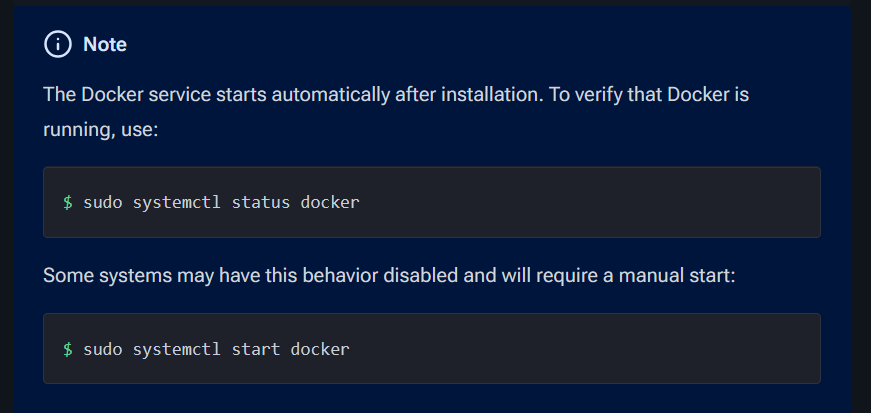 Note
The Docker service starts automatically after installation. To verify that Docker is
running, use:
$ sudo systemctl status docker
Some systems may have this behavior disabled and will require a manual start:
$ sudo systemctl start docker